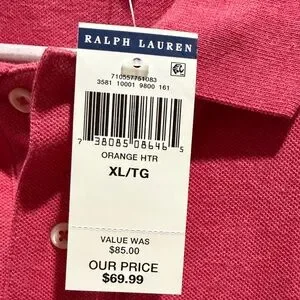 RALPH LAUREN
710557751083
3581 10001 9800 161
7 38085 08646 5
ORANGE HTR
XL/TG
VALUE WAS
$85.00
OUR PRICE
$69.99